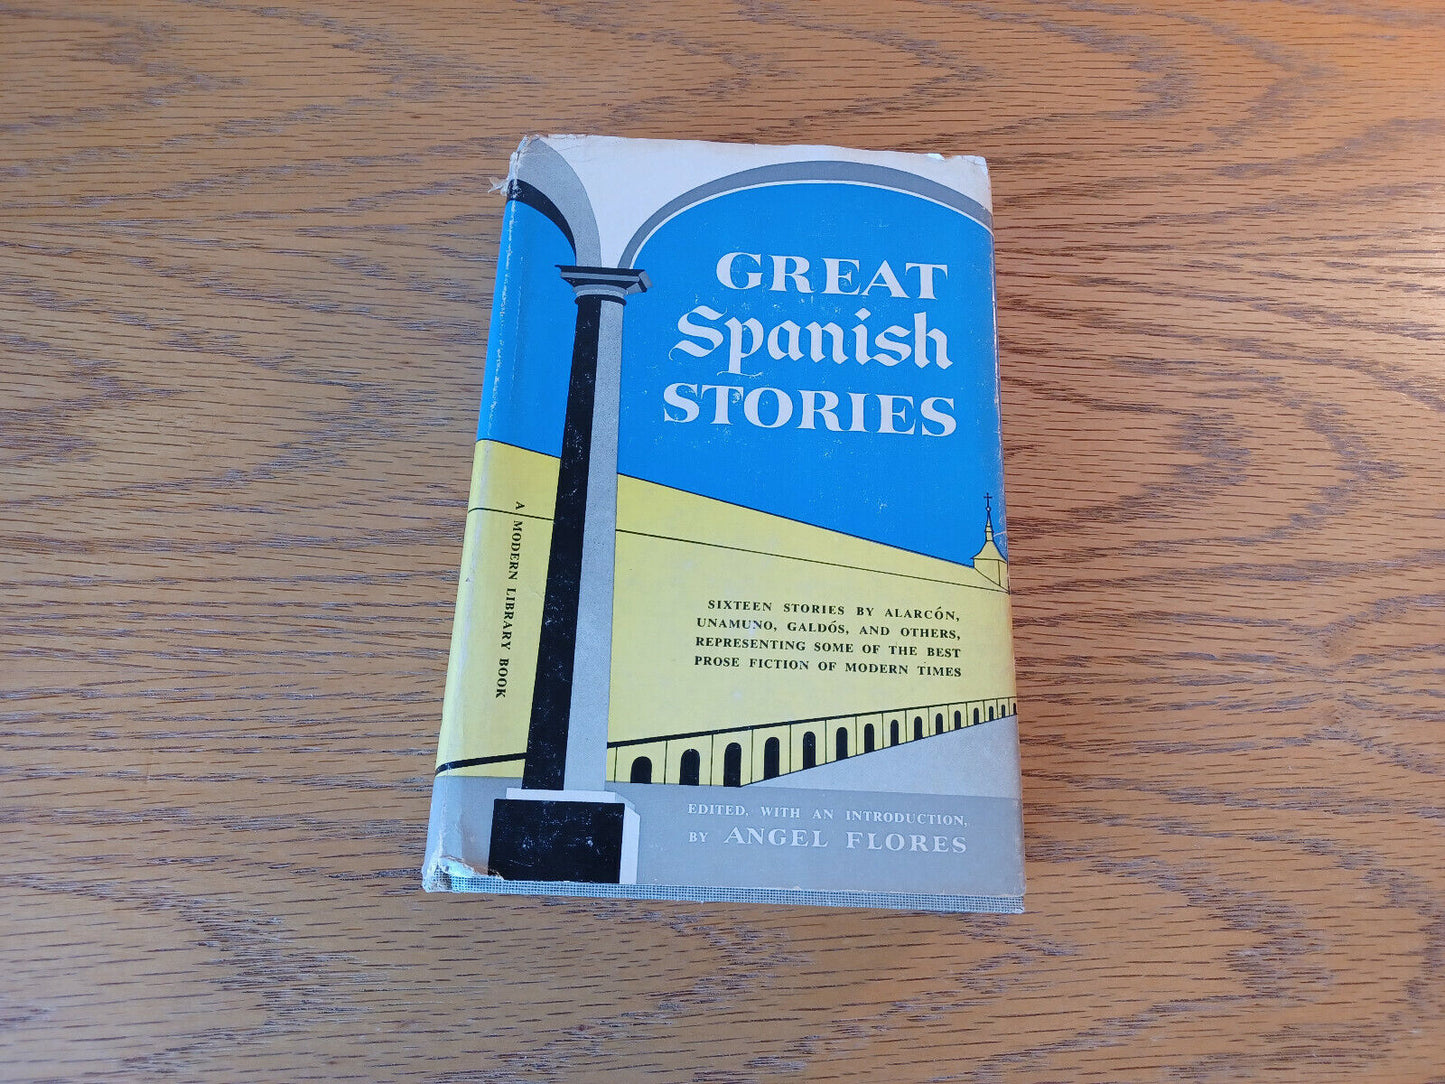 GREAT
Spanish
STORIES
A MODERN LIBRARY BOOK
SIXTEEN STORIES BY ALARCÓN,
UNAMUNO, GALDÓS, AND OTHERS,
REPRESENTING SOME OF THE BEST
PROSE FICTION OF MODERN TIMES
EDITED, WITH AN INTRODUCTION,
BY ANGEL FLORES